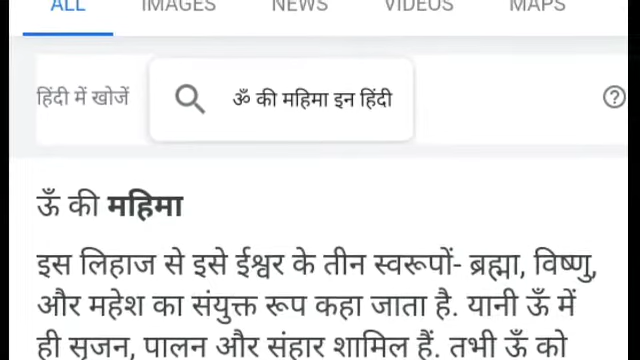 ALL IMAGES NEWS VIDEOS MAPS
हिंदी में खोजें ॐ की महिमा इन हिंदी
ऊँ की महिमा
इस लिहाज से इसे ईश्वर के तीन स्वरूपों- ब्रह्मा, विष्णु,
और महेश का संयुक्त रूप कहा जाता है. यानी ऊँ में
ही सृजन, पालन और संहार शामिल हैं. तभी ऊँ को